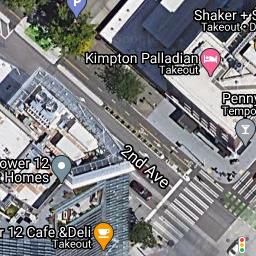 Shaker + S
Takeout • D
Kimpton Palladian
Takeout
Penny
Tempo
2nd Ave
ower 12
Homes
12 Cafe &Deli
Takeout